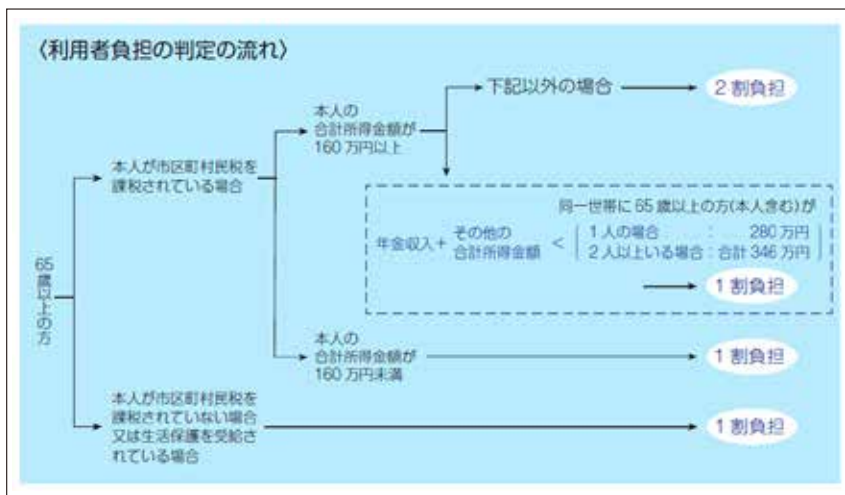 〈利用者負担の判定の流れ〉
下記以外の場合
2割負担
本人の
合計所得金額が
160万円以上
本人が市区町村民税を
課税されている場合
同一世帯に65歳以上の方(本人含む)が
年金収入+
その他の
合計所得金額
<
1人の場合 : 280万円
2人以上いる場合:合計346万円
1割負担
65歳以上の方
本人の
合計所得金額が
160万円未満
1割負担
本人が市区町村民税を
課税されていない場合
又は生活保護を受給さ
れている場合
1割負担